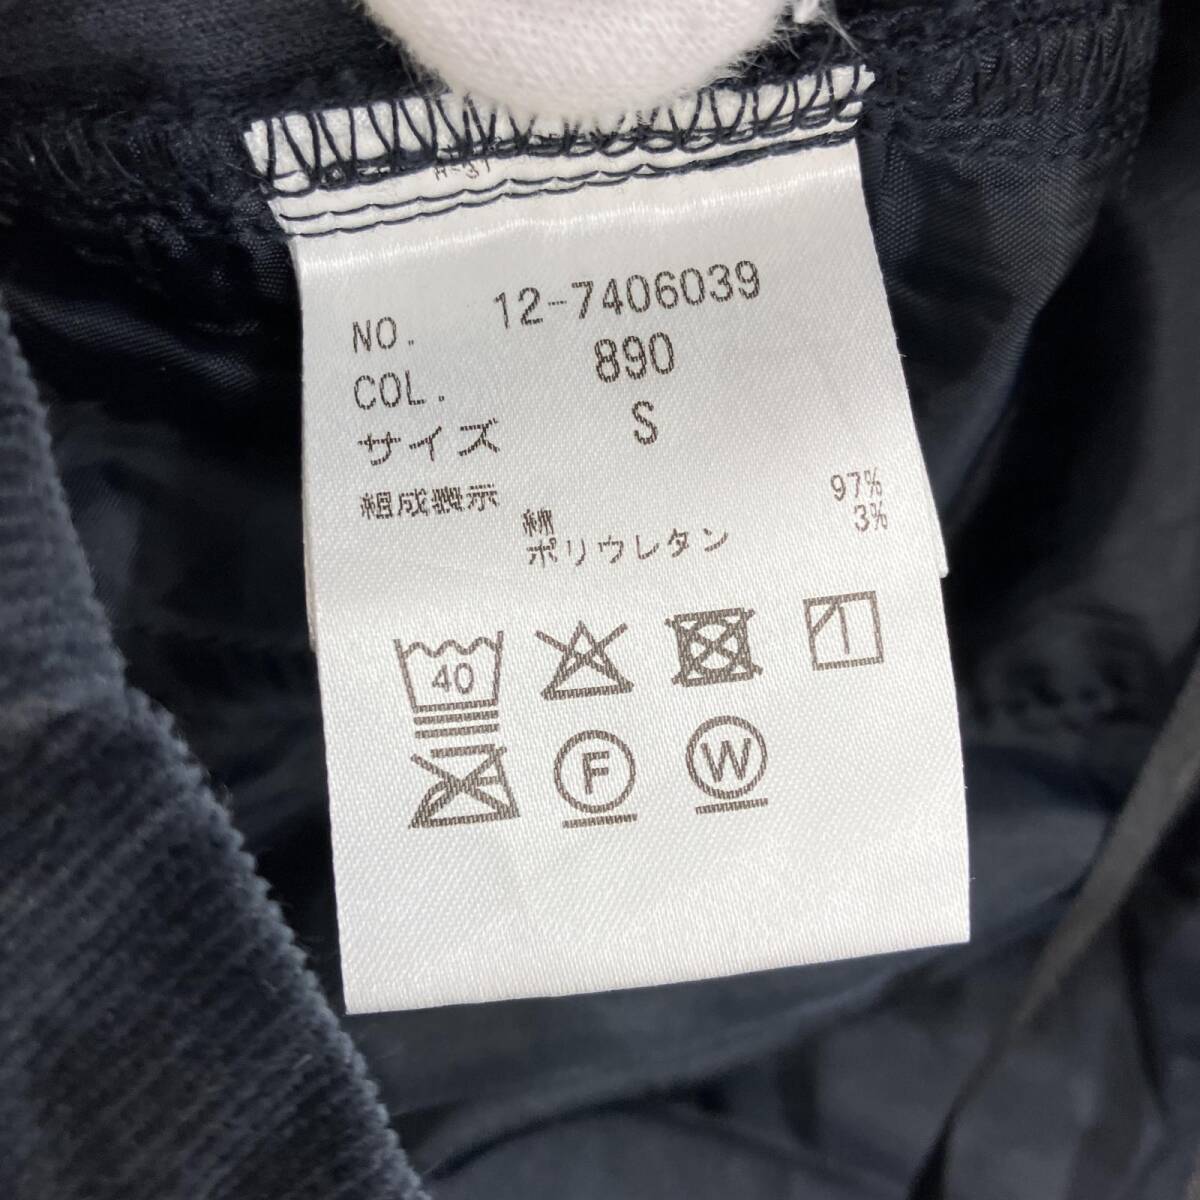 NO. 12-7406039
COL. 890
サイズ S
組成表示
綿 97%
ポリウレタン 3%
40
F
W